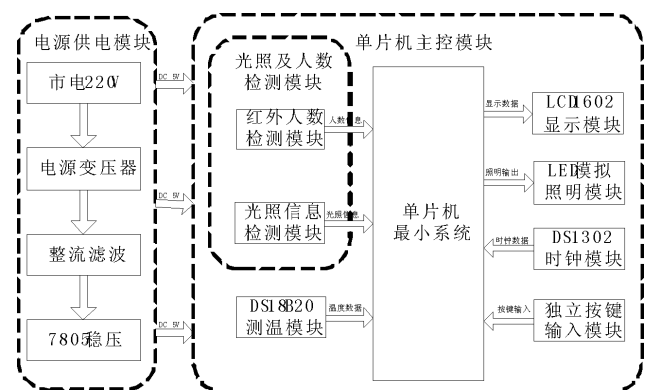 电源供电模块
市电220V
电源变压器
整流滤波
7805稳压
DC 5V
DC 5V
DC 5V
单片机主控模块
光照及人数
检测模块
红外人数
检测模块
人数信息
光照信息
检测模块
光照信息
DS18B20
测温模块
温度数据
单片机
最小系统
显示数据
LCD1602
显示模块
照明输出
LED模拟
照明模块
时钟数据
DS1302
时钟模块
按键输入
独立按键
输入模块